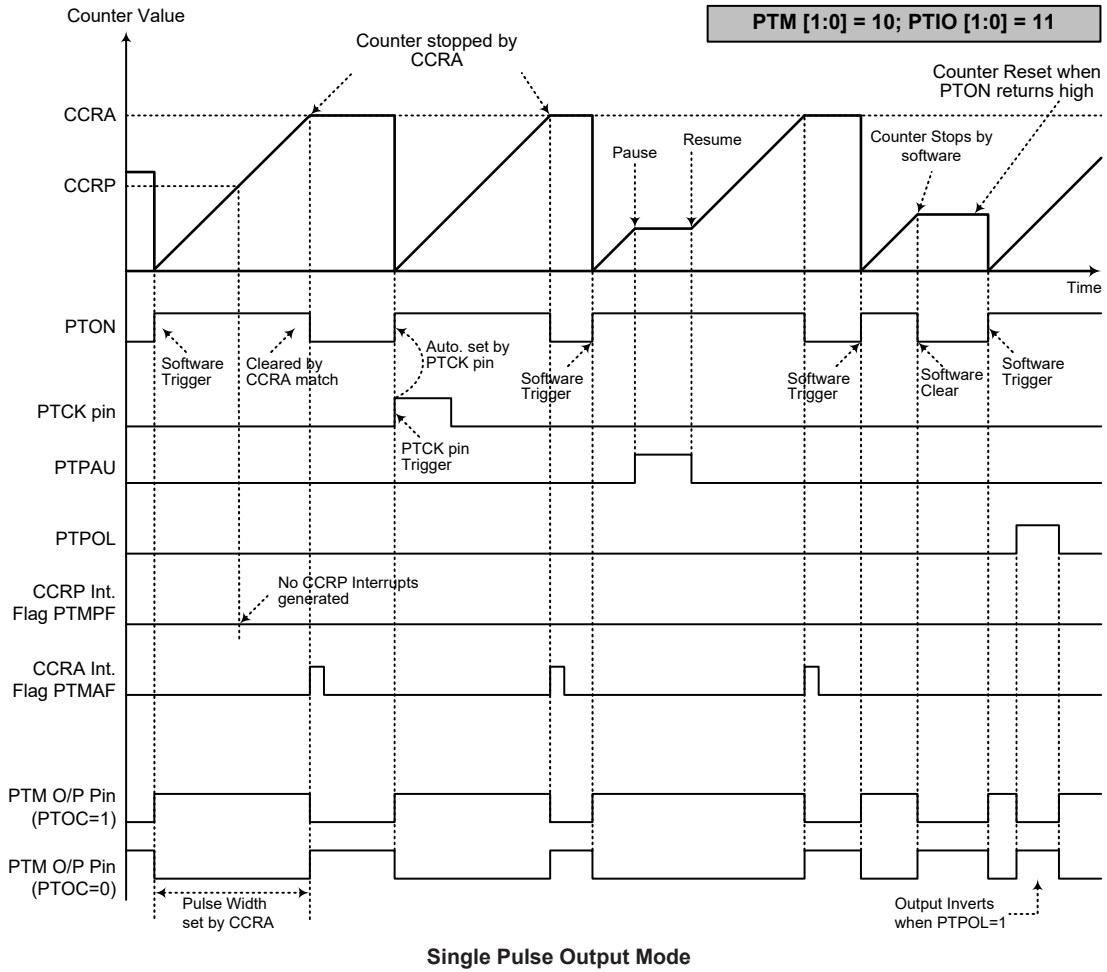 Counter Value
PTM [1:0] = 10; PTIO [1:0] = 11
Counter stopped by
CCRA
Counter Reset when
PTON returns high
CCRA
Pause
Resume
Counter Stops by
software
CCRP
Time
PTON
Software
Trigger
Cleared by
CCRA match
Auto. set by
PTCK pin
Software
Trigger
Software
Trigger
Software
Clear
Software
Trigger
PTCK pin
PTCK pin
Trigger
PTPAU
PTPOL
CCRP Int.
Flag PTMPF
No CCRP Interrupts
generated
CCRA Int.
Flag PTMAF
PTM O/P Pin
(PTOC=1)
PTM O/P Pin
(PTOC=0)
Pulse Width
set by CCRA
Output Inverts
when PTPOL=1
Single Pulse Output Mode